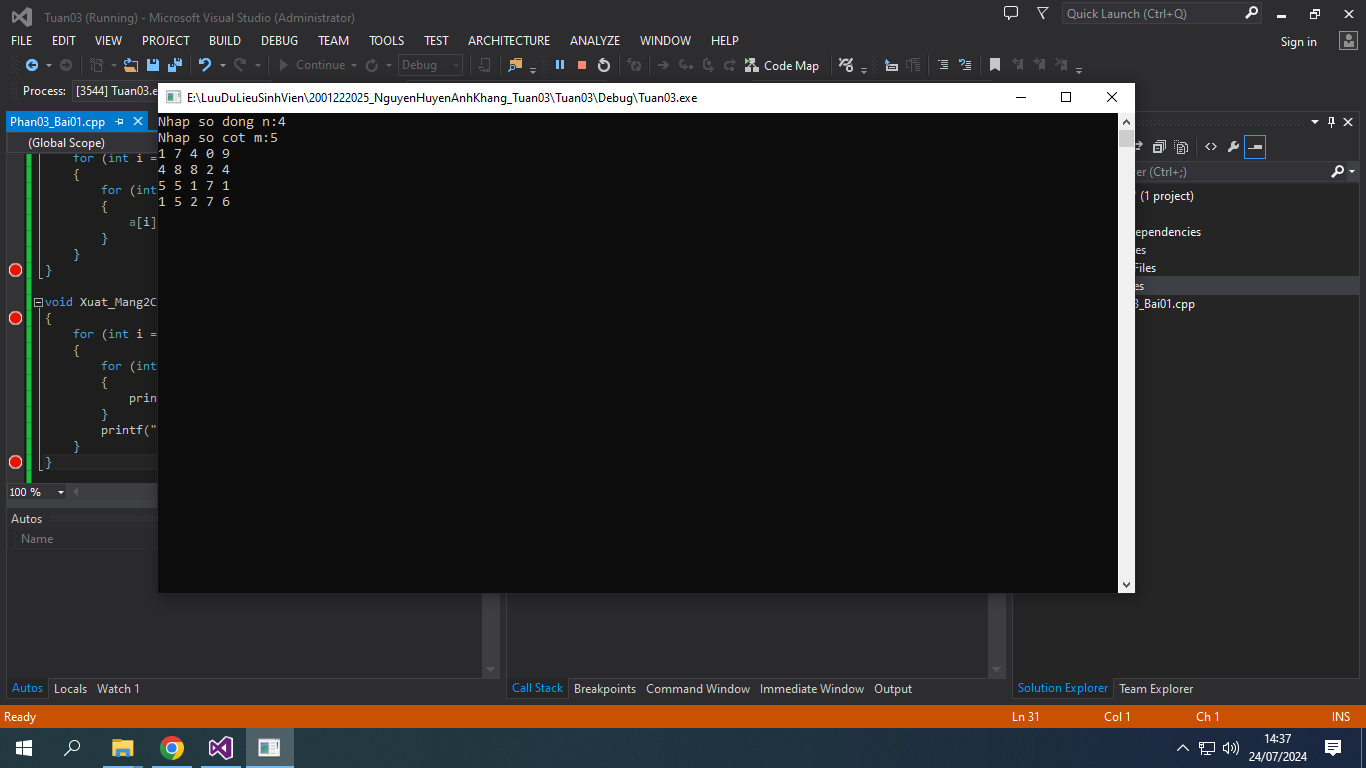 Tuan03 (Running) - Microsoft Visual Studio (Administrator)
Quick Launch (Ctrl+Q)
FILE EDIT VIEW PROJECT BUILD DEBUG TEAM TOOLS TEST ARCHITECTURE ANALYZE WINDOW HELP
Sign in
Continue Debug Code Map
Process: [3544] Tuan03.e
E:\LuuDuLieuSinhVien\2001222025_NguyenHuyenAnhKhang_Tuan03\Tuan03\Debug\Tuan03.exe
Nhap so dong n:4
Nhap so cot m:5
1 7 4 0 9
4 8 8 2 4
5 5 1 7 1
1 5 2 7 6
Phan03_Bai01.cpp
(Global Scope)
for (int i =
{
for (int
{
a[i]
}
}
}
void Xuat_Mang2C
{
for (int i =
{
for (int
{
prin
}
printf("
}
}
100 %
Autos
Name
er (Ctrl+;)
' (1 project)
ependencies
es
Files
es
3_Bai01.cpp
Autos Locals Watch 1
Call Stack Breakpoints Command Window Immediate Window Output
Solution Explorer Team Explorer
Ready Ln 31 Col 1 Ch 1 INS
14:37
24/07/2024